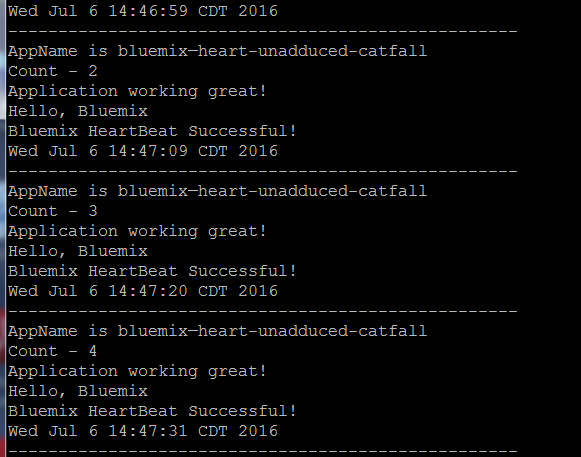 Wed Jul 6 14:46:59 CDT 2016
---------------------------------------------------
AppName is bluemix—heart-unadduced-catfall
Count - 2
Application working great!
Hello, Bluemix
Bluemix HeartBeat Successful!
Wed Jul 6 14:47:09 CDT 2016
---------------------------------------------------
AppName is bluemix—heart-unadduced-catfall
Count - 3
Application working great!
Hello, Bluemix
Bluemix HeartBeat Successful!
Wed Jul 6 14:47:20 CDT 2016
---------------------------------------------------
AppName is bluemix—heart-unadduced-catfall
Count - 4
Application working great!
Hello, Bluemix
Bluemix HeartBeat Successful!
Wed Jul 6 14:47:31 CDT 2016
---------------------------------------------------